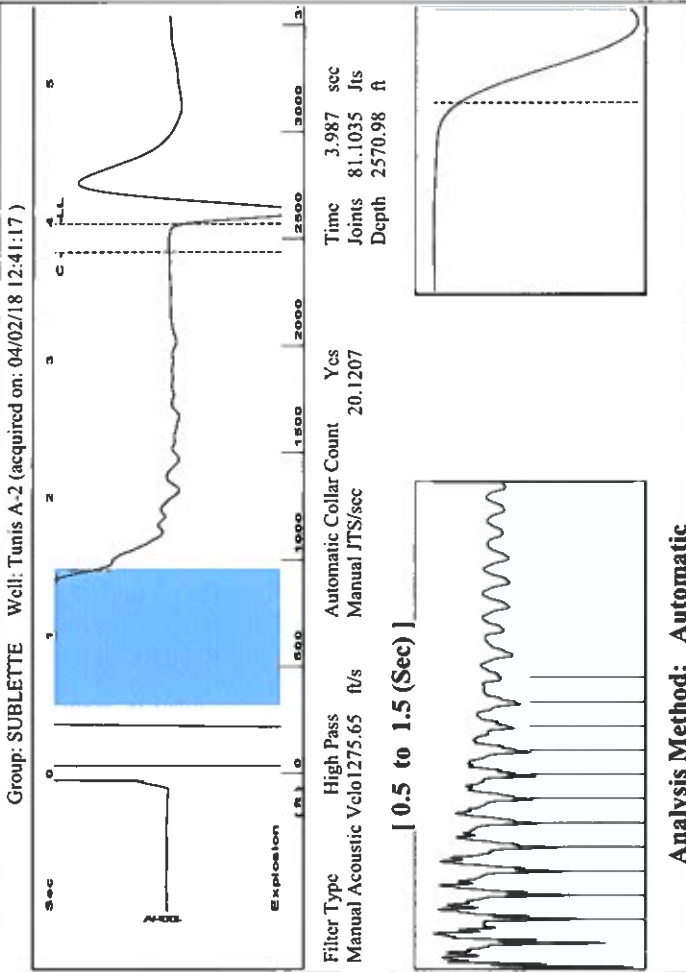 Group: SUBLETTE Well: Tunis A-2 (acquired on: 04/02/18 12:41:17 )
Sec 0 1 2 3 4 5
C LL
Explosion
( ft ) 0 500 1000 1500 2000 2500 3000
Filter Type High Pass Automatic Collar Count Yes Time 3.987 sec
Manual Acoustic Velo1275.65 ft/s Manual JTS/sec 20.1207 Joints 81.1035 Jts
Depth 2570.98 ft
[ 0.5 to 1.5 (Sec) ]
Analysis Method: Automatic